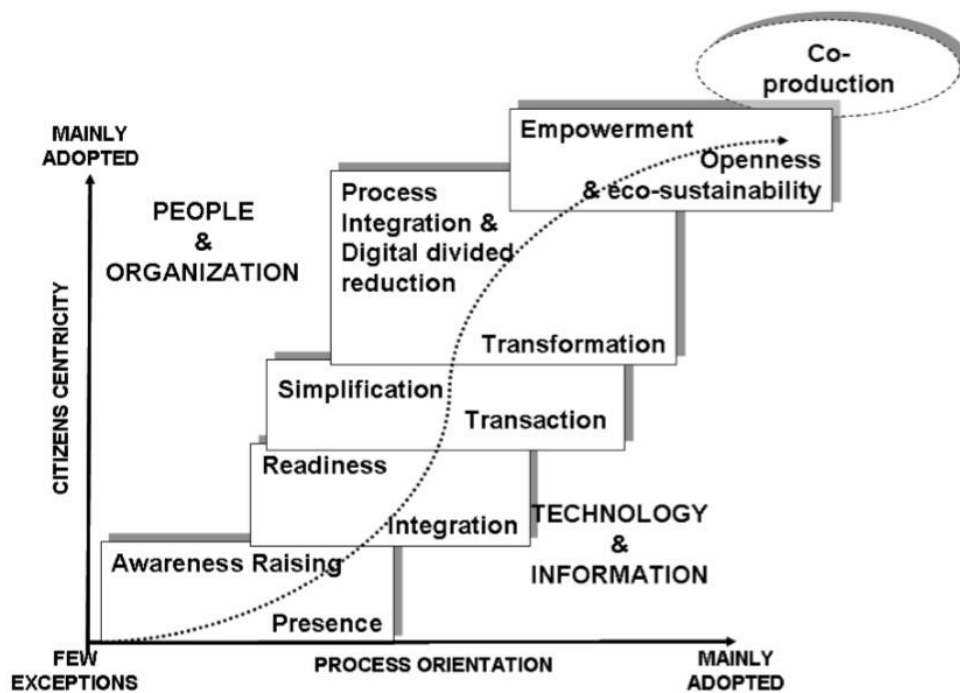 Co-
production
MAINLY
ADOPTED
Empowerment
Openness
& eco-sustainability
PEOPLE
&
ORGANIZATION
Process
Integration &
Digital divided
reduction
Transformation
CITIZENS CENTRICITY
Simplification
Transaction
Readiness
Integration
TECHNOLOGY
&
INFORMATION
Awareness Raising
Presence
FEW
EXCEPTIONS
PROCESS ORIENTATION
MAINLY
ADOPTED